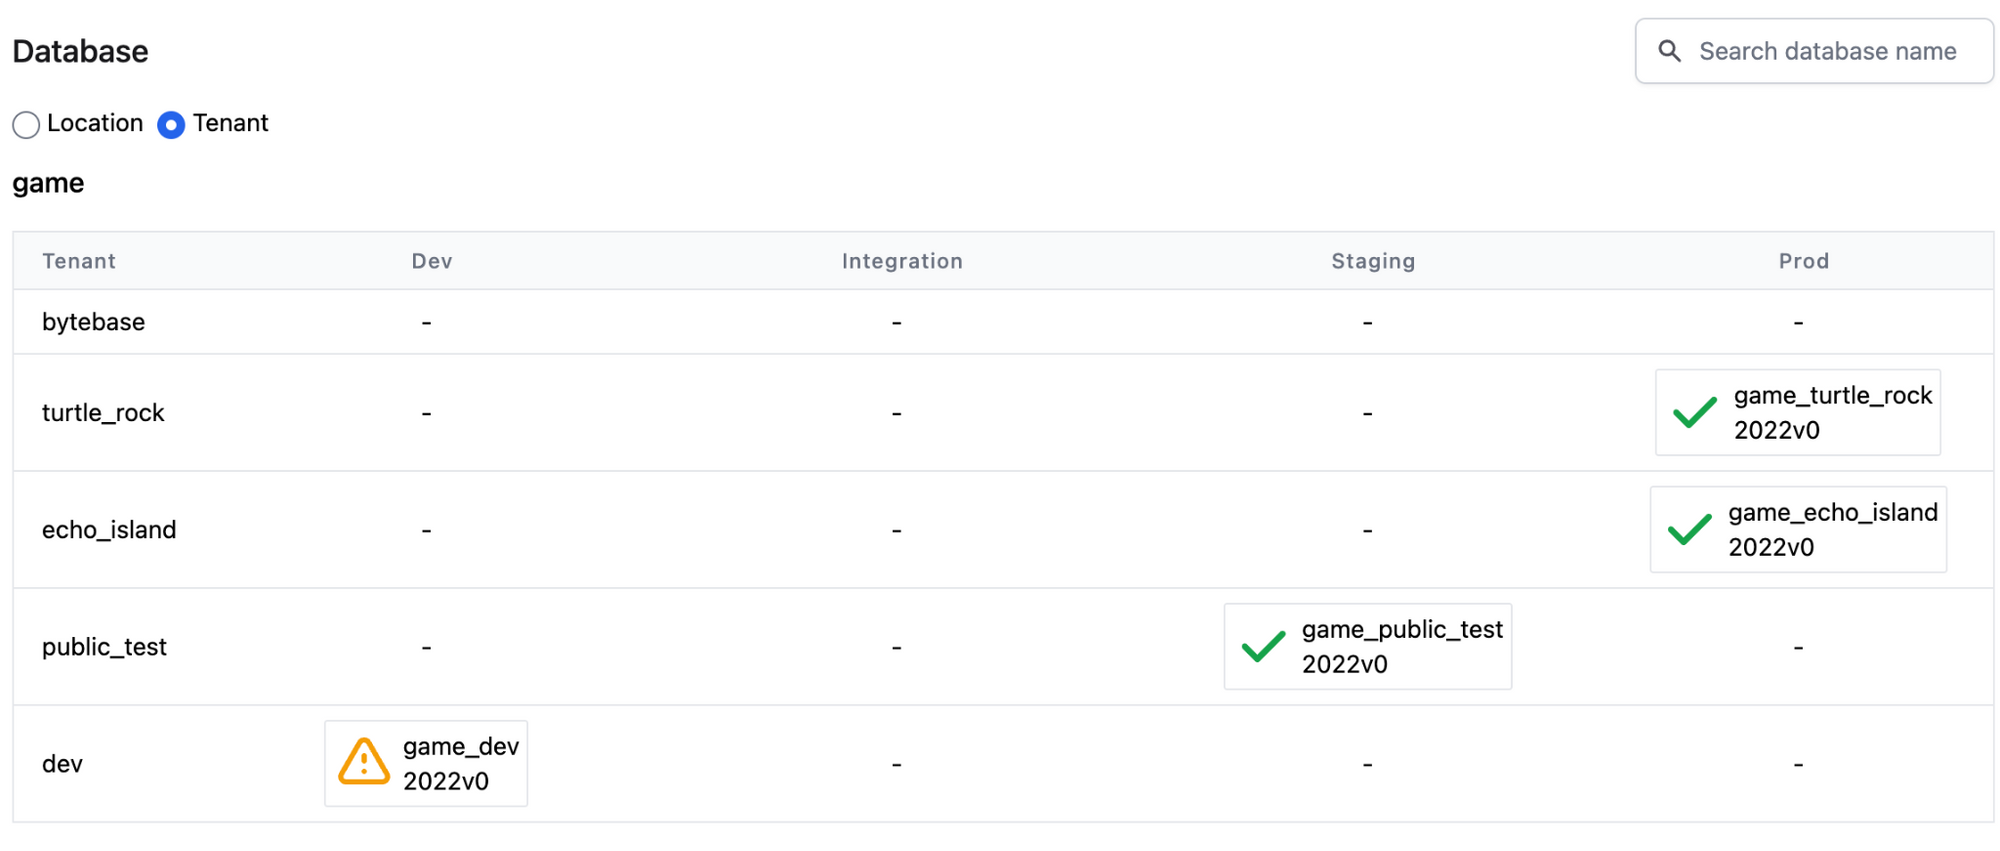 Database
Search database name
Location Tenant
game
Tenant Dev Integration Staging Prod
bytebase - - - -
turtle_rock - - - game_turtle_rock
2022v0
echo_island - - - game_echo_island
2022v0
public_test - - game_public_test -
2022v0
dev game_dev - - -
2022v0